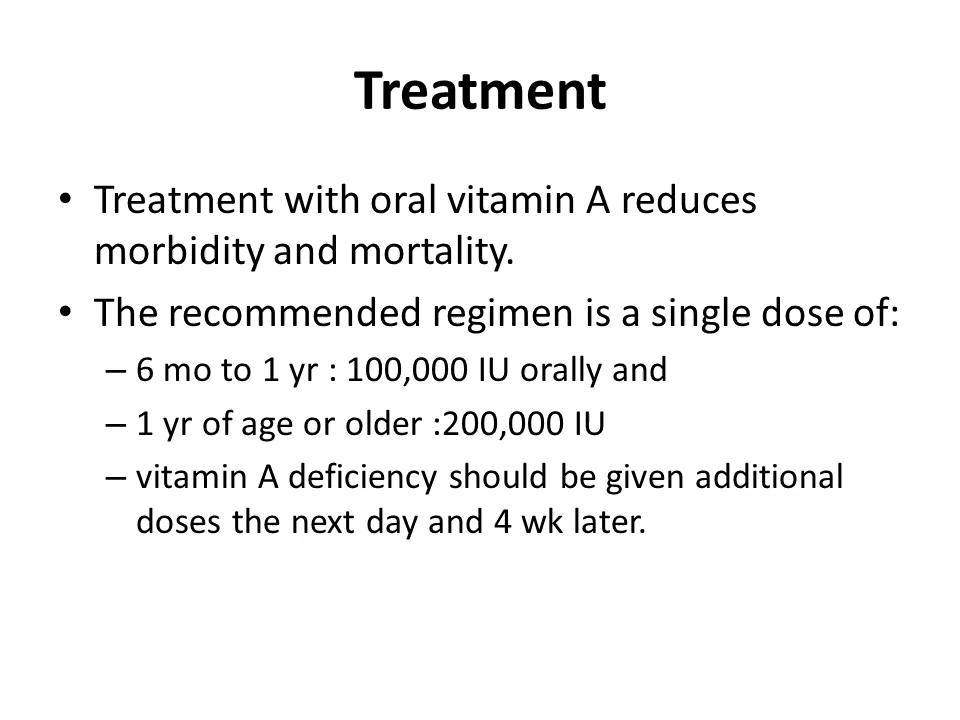 Treatment
• Treatment with oral vitamin A reduces
morbidity and mortality.
• The recommended regimen is a single dose of:
– 6 mo to 1 yr : 100,000 IU orally and
– 1 yr of age or older :200,000 IU
– vitamin A deficiency should be given additional
doses the next day and 4 wk later.